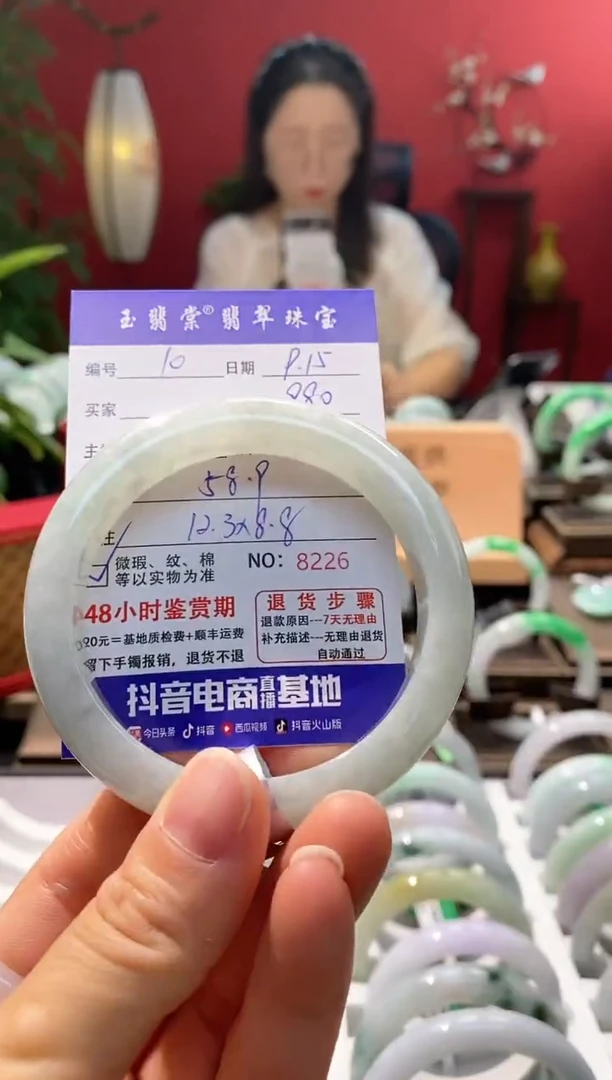 玉翡棠®翡翠珠宝
编号 10 日期 9.15
买家 980
58.9
12.3x8.8
微瑕、纹、棉
等以实物为准
NO: 8226
48小时鉴赏期
20元=基地质检费+顺丰运费
留下手镯报销，退货不退
退货步骤
退款原因---7天无理由
补充描述---无理由退货
自动通过
抖音电商直播基地
今日头条 抖音 西瓜视频 抖音火山版